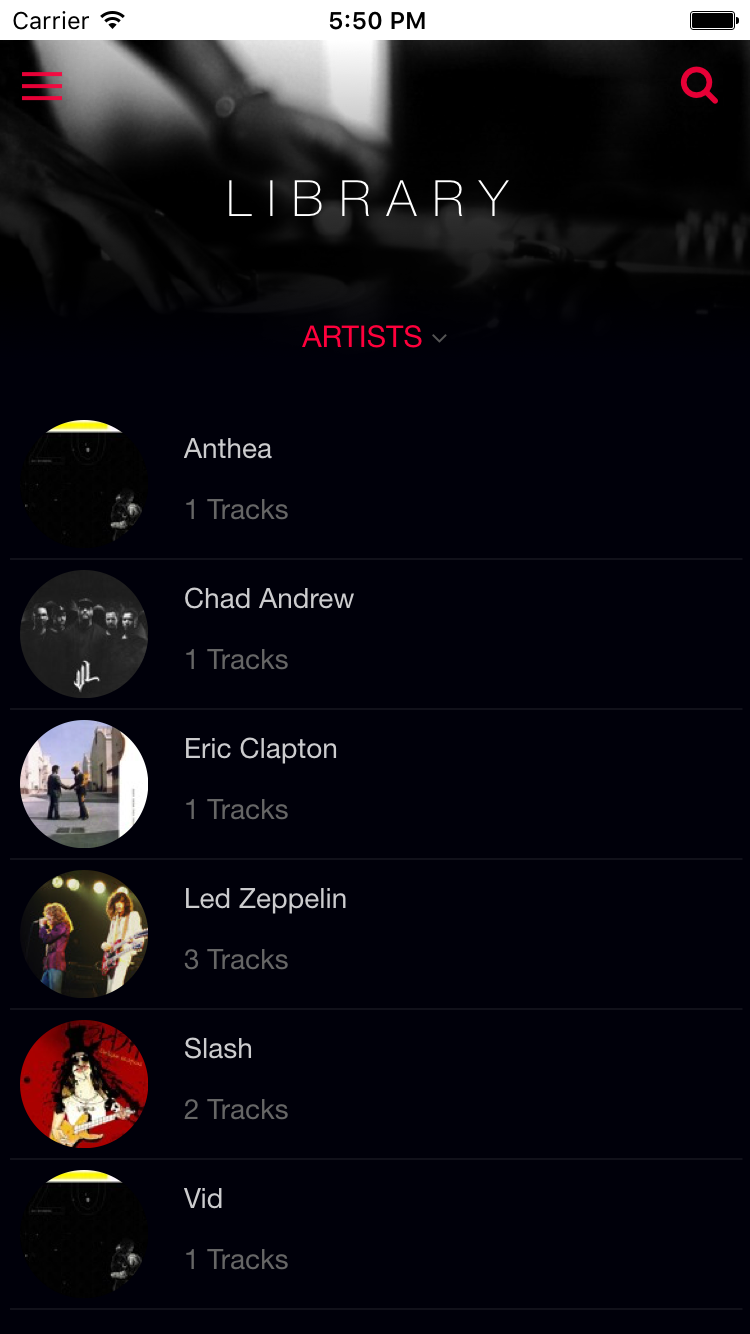 Carrier 5:50 PM
LIBRARY
ARTISTS
Anthea
1 Tracks
Chad Andrew
1 Tracks
Eric Clapton
1 Tracks
Led Zeppelin
3 Tracks
Slash
2 Tracks
Vid
1 Tracks